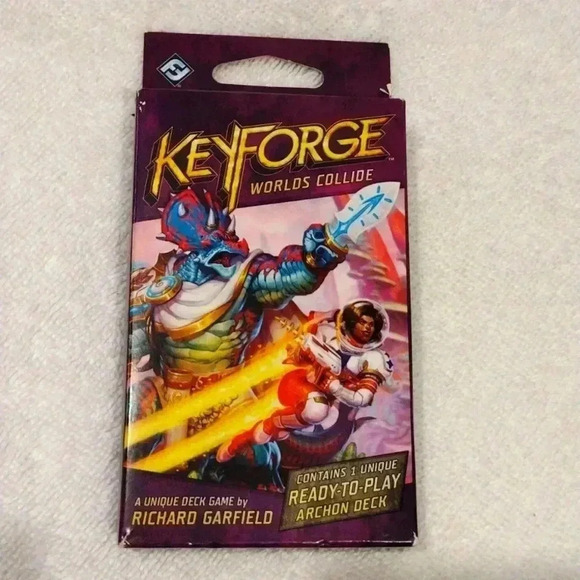 KEYFORGE
WORLDS COLLIDE
A UNIQUE DECK GAME by
RICHARD GARFIELD
CONTAINS 1 UNIQUE
READY-TO-PLAY
ARCHON DECK